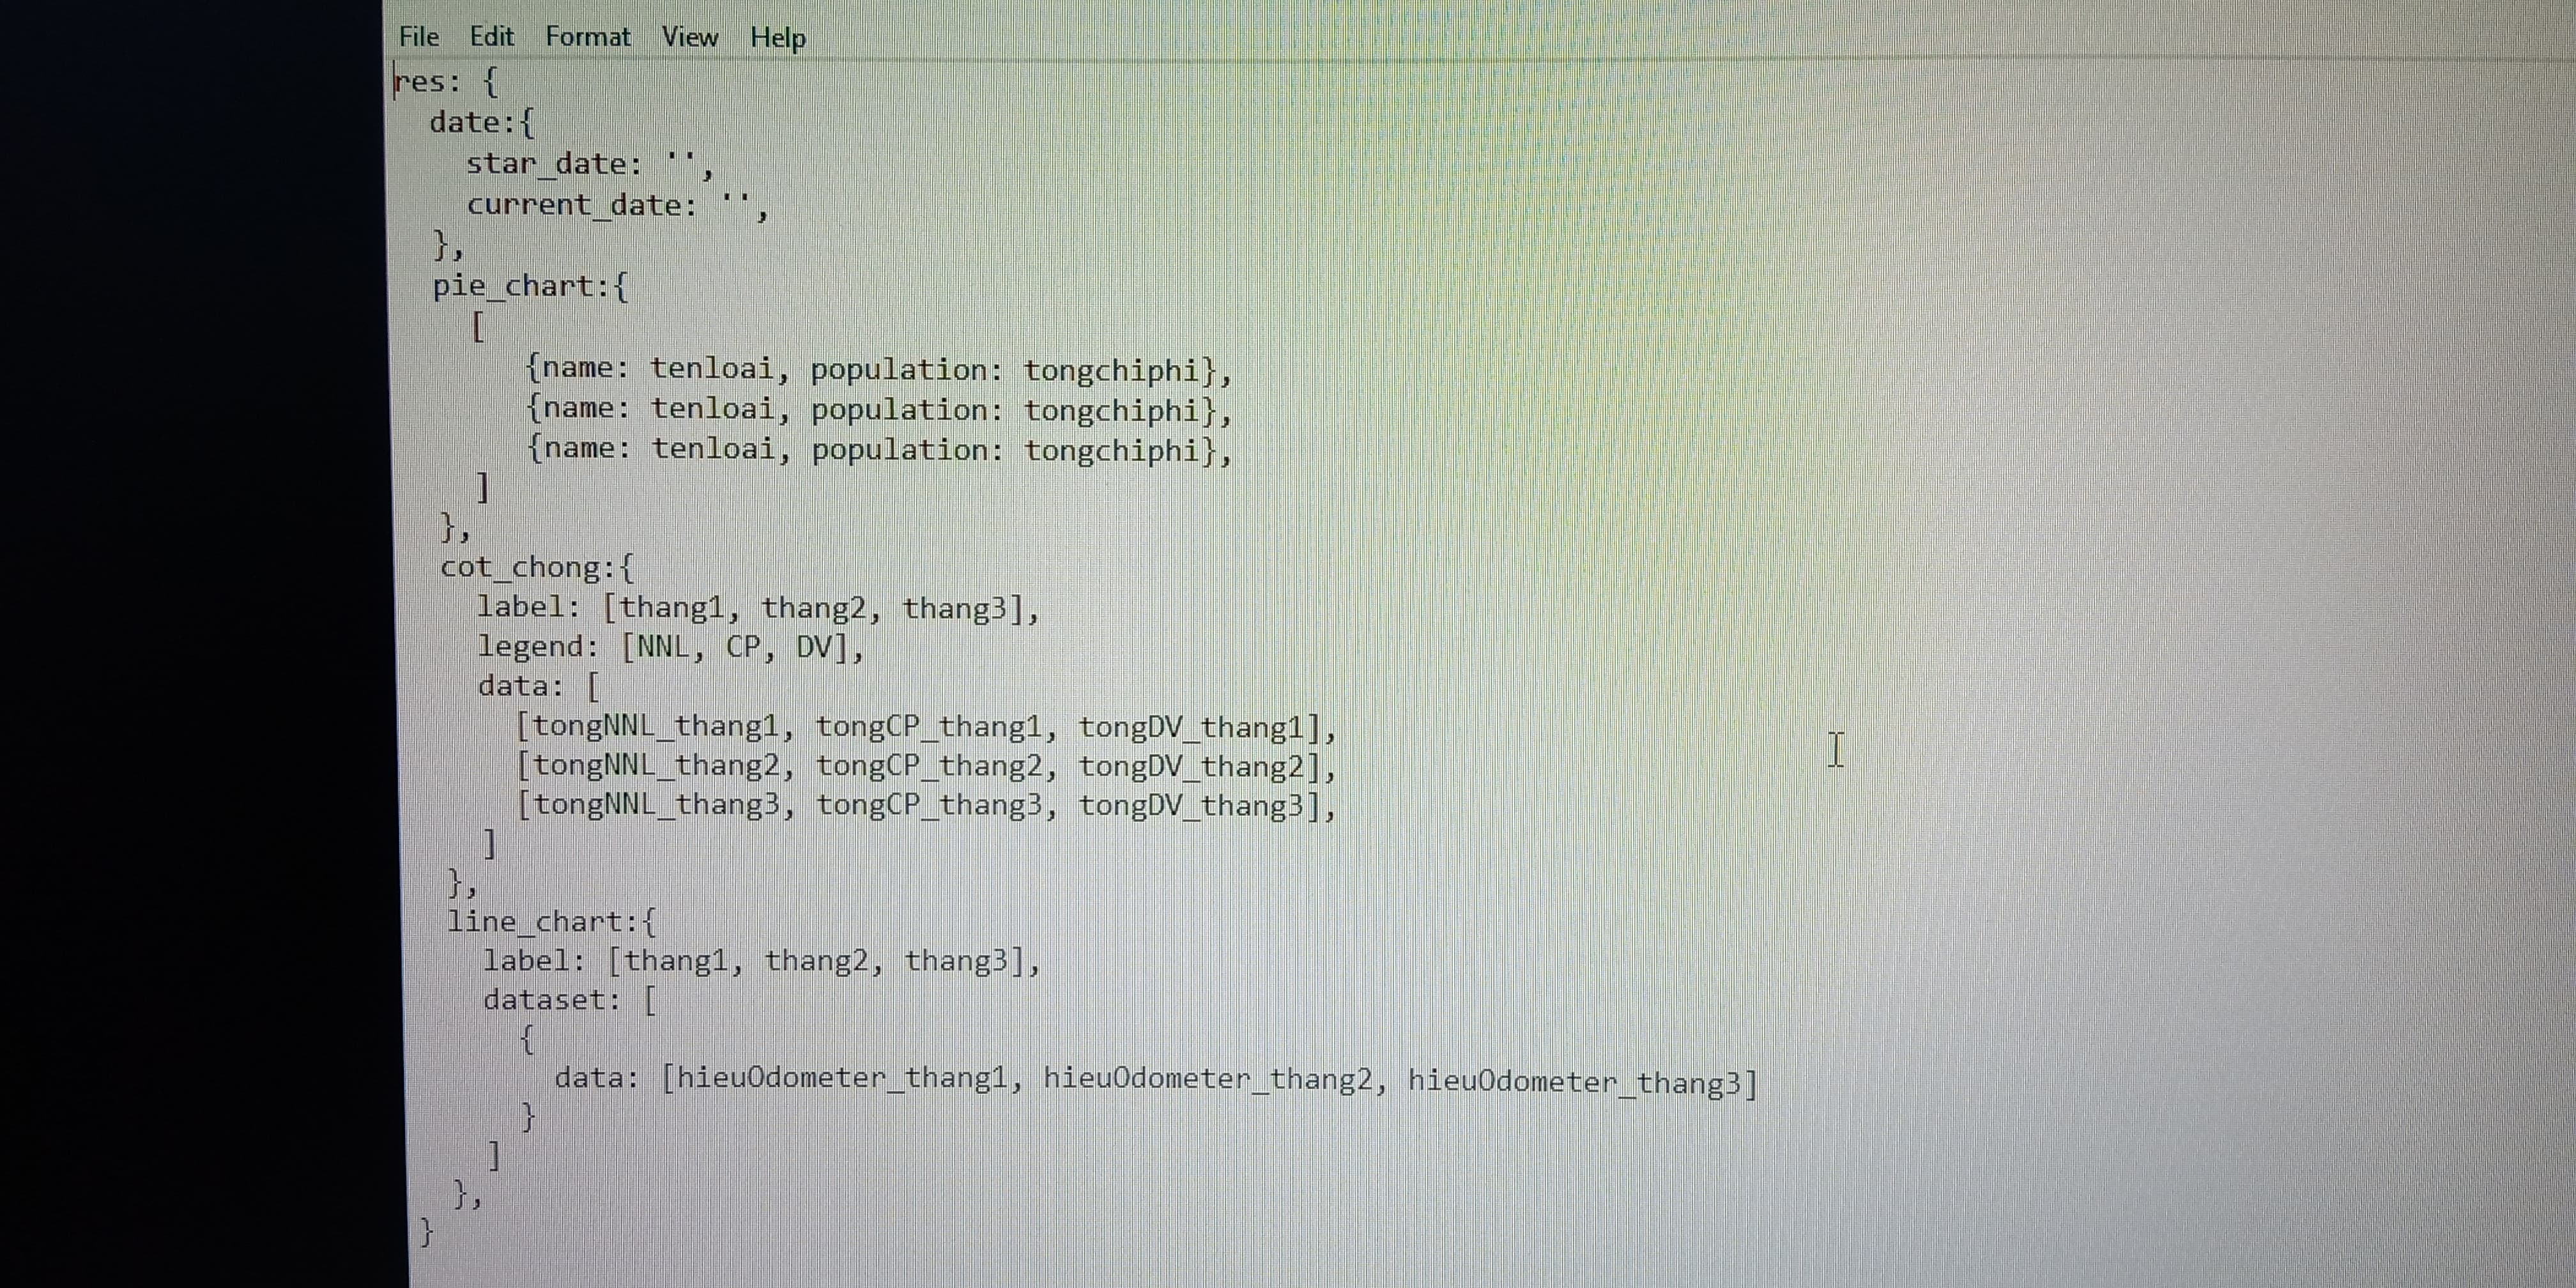 File Edit Format View Help
res: {
date:{
star_date: '',
current_date: '',
},
pie_chart:{
[
{name: tenloai, population: tongchiphi},
{name: tenloai, population: tongchiphi},
{name: tenloai, population: tongchiphi},
]
},
cot_chong:{
label: [thang1, thang2, thang3],
legend: [NNL, CP, DV],
data: [
[tongNNL_thang1, tongCP_thang1, tongDV_thang1],
[tongNNL_thang2, tongCP_thang2, tongDV_thang2],
[tongNNL_thang3, tongCP_thang3, tongDV_thang3],
]
},
line_chart:{
label: [thang1, thang2, thang3],
dataset: [
{
data: [hieuOdometer_thang1, hieuOdometer_thang2, hieuOdometer_thang3]
}
]
},
}